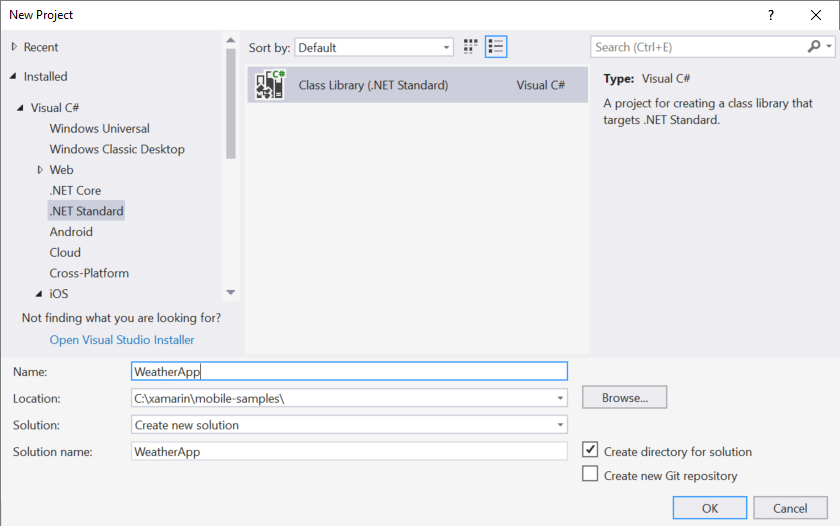 New Project
?
Recent
Installed
Visual C#
Windows Universal
Windows Classic Desktop
Web
.NET Core
.NET Standard
Android
Cloud
Cross-Platform
iOS
Not finding what you are looking for?
Open Visual Studio Installer
Sort by: Default
C# Class Library (.NET Standard) Visual C#
Search (Ctrl+E)
Type: Visual C#
A project for creating a class library that
targets .NET Standard.
Name: WeatherApp
Location: C:\xamarin\mobile-samples\ Browse...
Solution: Create new solution
Solution name: WeatherApp
Create directory for solution
Create new Git repository
OK Cancel